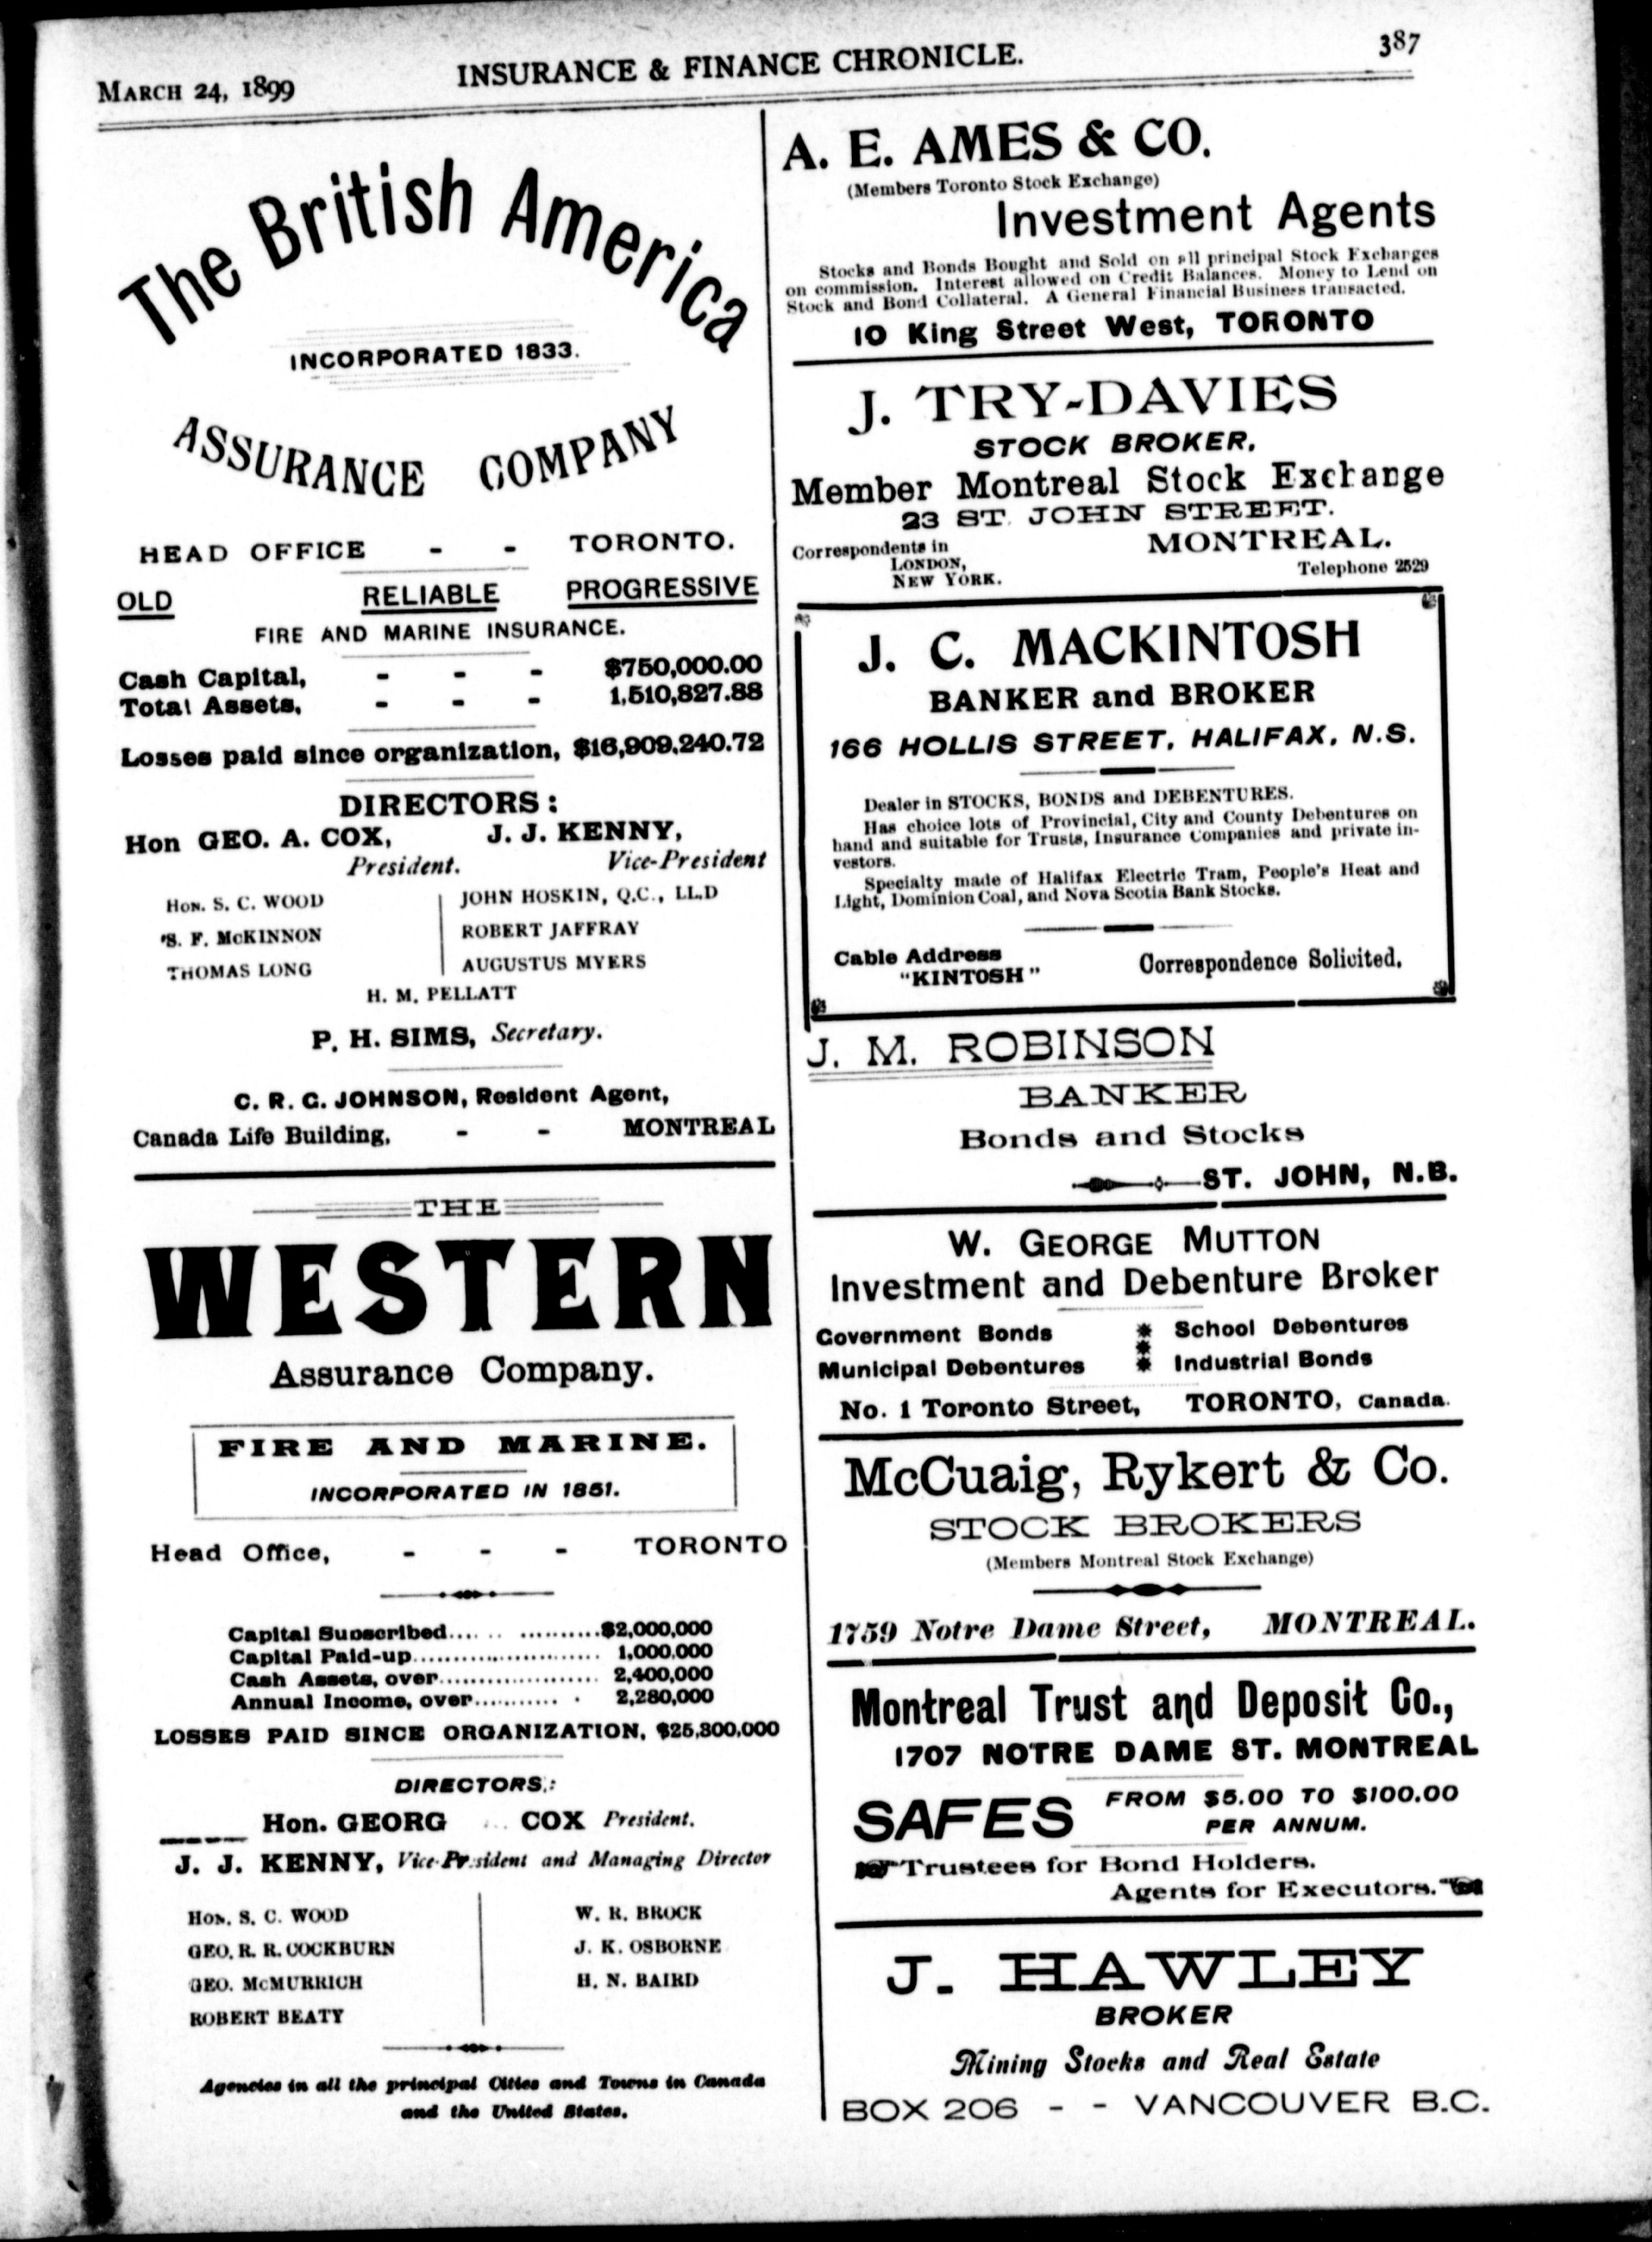 MARCH 24, 1899
INSURANCE & FINANCE CHRONICLE.
387
The British America
INCORPORATED 1833.
ASSURANCE COMPANY
HEAD OFFICE - - TORONTO.
OLD RELIABLE PROGRESSIVE
FIRE AND MARINE INSURANCE.
Cash Capital, - - - $750,000.00
Total Assets, - - - 1,510,827.88
Losses paid since organization, $16,909,240.72
DIRECTORS:
Hon GEO. A. COX, J. J. KENNY,
President. Vice-President
HON. S. C. WOOD JOHN HOSKIN, Q.C., LL.D
S. F. McKINNON ROBERT JAFFRAY
THOMAS LONG AUGUSTUS MYERS
H. M. PELLATT
P. H. SIMS, Secretary.
C. R. G. JOHNSON, Resident Agent,
Canada Life Building, - - MONTREAL
THE
WESTERN
Assurance Company.
FIRE AND MARINE.
INCORPORATED IN 1851.
Head Office, - - - TORONTO
Capital Subscribed.... .. ..........$2,000,000
Capital Paid-up........................ 1,000,000
Cash Assets, over.................... 2,400,000
Annual Income, over........... . 2,280,000
LOSSES PAID SINCE ORGANIZATION, $25,300,000
DIRECTORS:
Hon. GEORG COX President.
J. J. KENNY, Vice-President and Managing Director
HON. S. C. WOOD W. R. BROCK
GEO. R. R. COCKBURN J. K. OSBORNE
GEO. McMURRICH H. N. BAIRD
ROBERT BEATY
Agencies in all the principal Cities and Towns in Canada
and the United States.
A. E. AMES & CO.
(Members Toronto Stock Exchange)
Investment Agents
Stocks and Bonds Bought and Sold on all principal Stock Exchanges
on commission. Interest allowed on Credit Balances. Money to Lend on
Stock and Bond Collateral. A General Financial Business transacted.
10 King Street West, TORONTO
J. TRY-DAVIES
STOCK BROKER.
Member Montreal Stock Exchange
23 ST. JOHN STREET.
Correspondents in MONTREAL.
LONDON,
NEW YORK. Telephone 2529
J. C. MACKINTOSH
BANKER and BROKER
166 HOLLIS STREET, HALIFAX, N.S.
Dealer in STOCKS, BONDS and DEBENTURES.
Has choice lots of Provincial, City and County Debentures on
hand and suitable for Trusts, Insurance Companies and private in-
vestors.
Specialty made of Halifax Electric Tram, People's Heat and
Light, Dominion Coal, and Nova Scotia Bank Stocks.
Cable Address
"KINTOSH" Correspondence Solicited.
J. M. ROBINSON
BANKER
Bonds and Stocks
ST. JOHN, N.B.
W. GEORGE MUTTON
Investment and Debenture Broker
Government Bonds * School Debentures
*
Municipal Debentures * Industrial Bonds
No. 1 Toronto Street, TORONTO, Canada.
McCuaig, Rykert & Co.
STOCK BROKERS
(Members Montreal Stock Exchange)
1759 Notre Dame Street, MONTREAL.
Montreal Trust and Deposit Co.,
1707 NOTRE DAME ST. MONTREAL
SAFES FROM $5.00 TO $100.00
PER ANNUM.
Trustees for Bond Holders.
Agents for Executors.
J. HAWLEY
BROKER
Mining Stocks and Real Estate
BOX 206 - - VANCOUVER B.C.